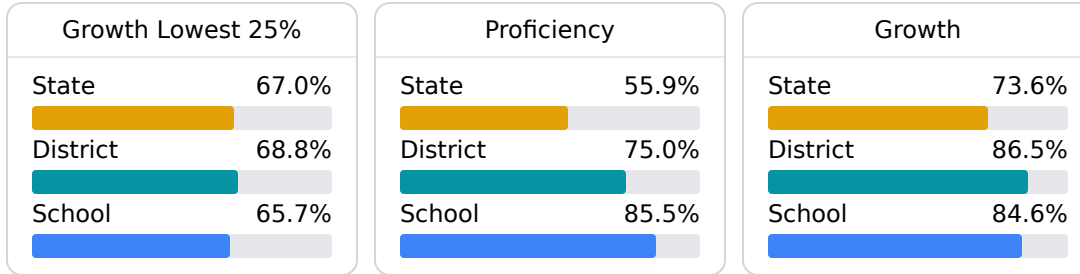 Growth Lowest 25%
State 67.0%
District 68.8%
School 65.7%
Proficiency
State 55.9%
District 75.0%
School 85.5%
Growth
State 73.6%
District 86.5%
School 84.6%